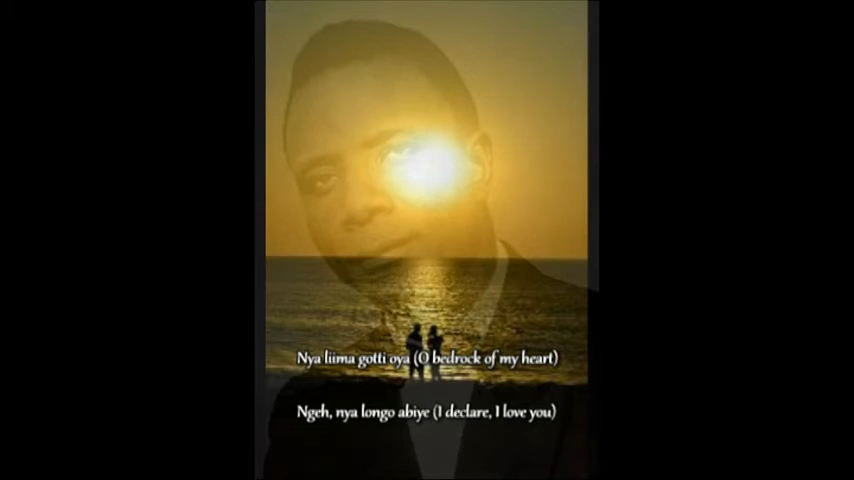 Nya liima gotti oya (O bedrock of my heart)
Ngeh, nya longo abiye (I declare, I love you)